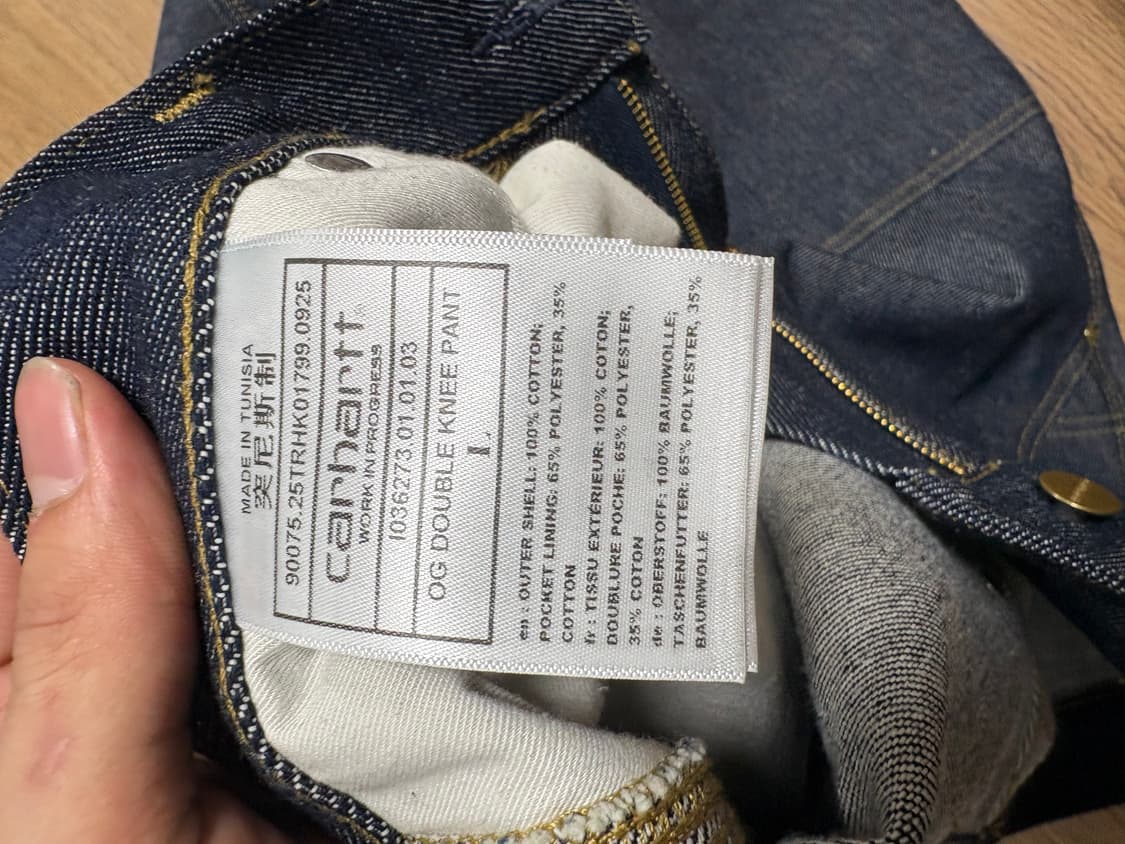 MADE IN TUNISIA
突尼斯制
90075.25TRHK01799.0925
carhartt
WORK IN PROGRESS
I036273.01.01.03
OG DOUBLE KNEE PANT
L
en : OUTER SHELL: 100% COTTON;
POCKET LINING: 65% POLYESTER, 35%
COTTON
fr : TISSU EXTÉRIEUR: 100% COTON;
DOUBLURE POCHE: 65% POLYESTER,
35% COTON
de : OBERSTOFF: 100% BAUMWOLLE;
TASCHENFUTTER: 65% POLYESTER, 35%
BAUMWOLLE